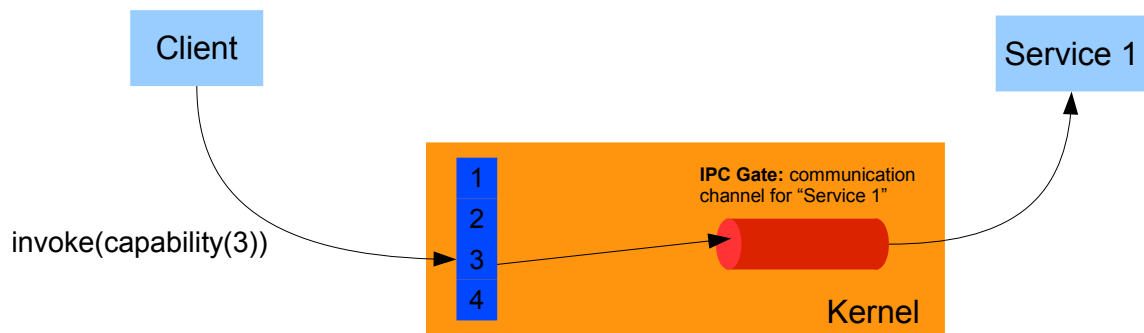 Client
Service 1
invoke(capability(3))
1
2
3
4
IPC Gate: communication
channel for “Service 1”
Kernel